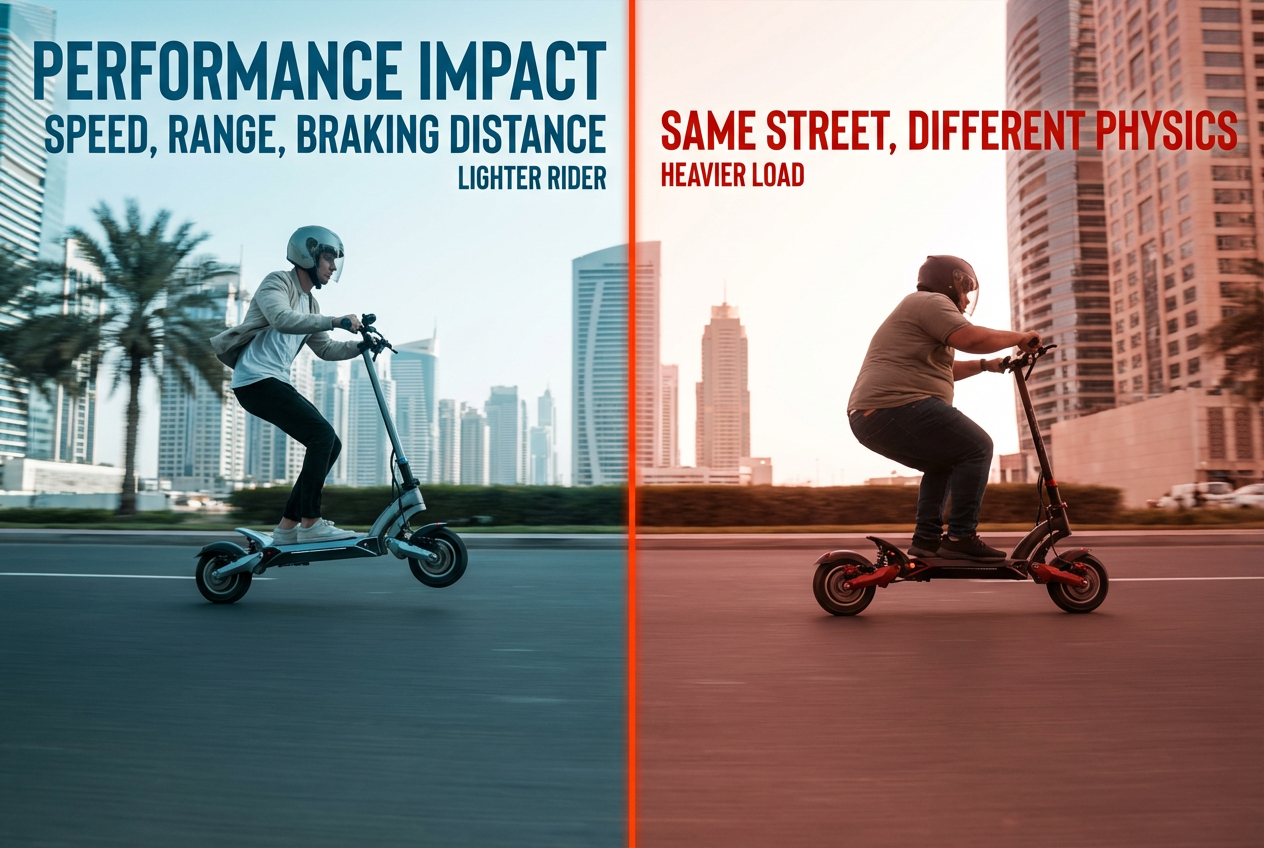 PERFORMANCE IMPACT
SPEED, RANGE, BRAKING DISTANCE
LIGHTER RIDER
SAME STREET, DIFFERENT PHYSICS
HEAVIER LOAD